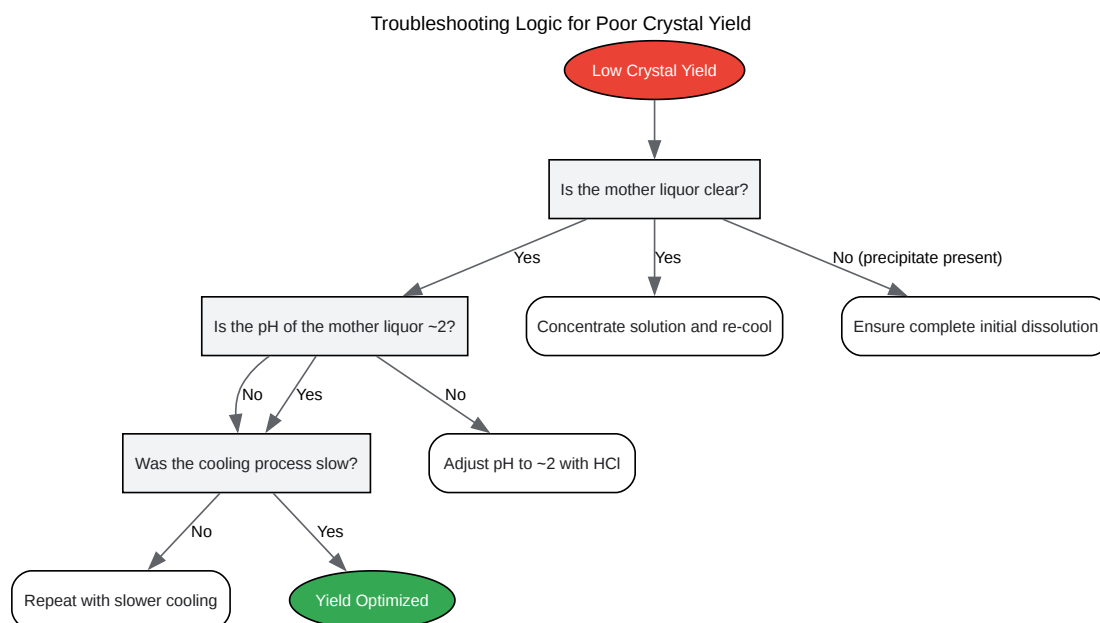 Troubleshooting Logic for Poor Crystal Yield
Low Crystal Yield
Is the mother liquor clear?
Yes
Yes
No (precipitate present)
Is the pH of the mother liquor ~2?
Concentrate solution and re-cool
Ensure complete initial dissolution
No
Yes
No
Was the cooling process slow?
Adjust pH to ~2 with HCl
No
Yes
Repeat with slower cooling
Yield Optimized